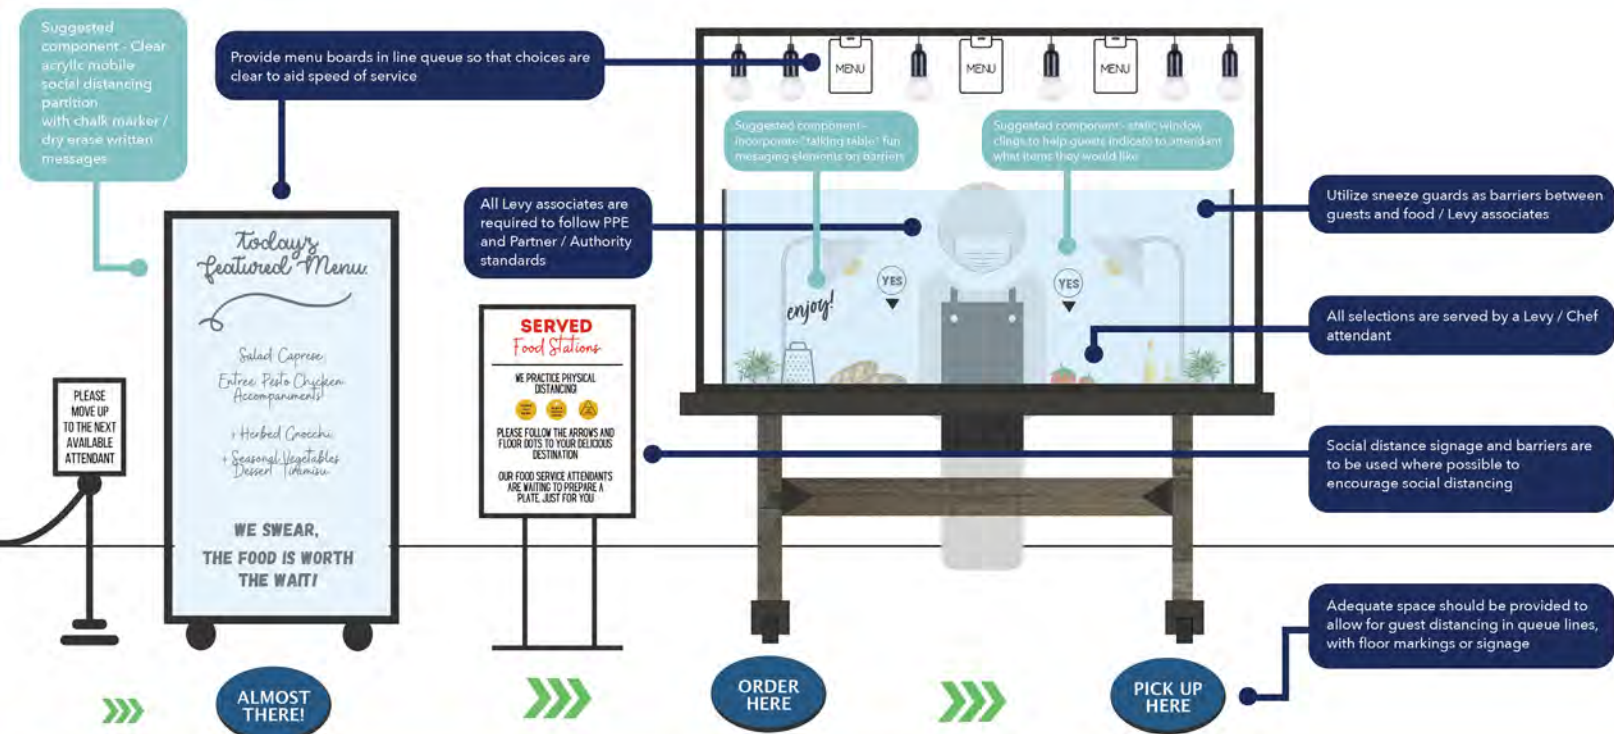 Suggested
component - Clear
acrylic mobile
social distancing
partition
with chalk marker /
dry erase written
messages
Provide menu boards in line queue so that choices are
clear to aid speed of service
MENU
MENU
MENU
Suggested component -
incorporate "talking table" fun
messaging elements on barriers
Suggested component - static window
clings to help guests indicate to attendant
what items they would like
All Levy associates are
required to follow PPE
and Partner / Authority
standards
Utilize sneeze guards as barriers between
guests and food / Levy associates
Today's
featured Menu
Salad Caprese
Entree Pesto Chicken
Accompaniments
+ Herbed Gnocchi
+ Seasonal Vegetables
Dessert Tiramisu
WE SWEAR,
THE FOOD IS WORTH
THE WAIT!
PLEASE
MOVE UP
TO THE NEXT
AVAILABLE
ATTENDANT
SERVED
Food Stations
WE PRACTICE PHYSICAL
DISTANCING!
PLEASE FOLLOW THE ARROWS AND
FLOOR DOTS TO YOUR DELICIOUS
DESTINATION
OUR FOOD SERVICE ATTENDANTS
ARE WAITING TO PREPARE A
PLATE, JUST FOR YOU
enjoy!
YES
YES
All selections are served by a Levy / Chef
attendant
Social distance signage and barriers are
to be used where possible to
encourage social distancing
Adequate space should be provided to
allow for guest distancing in queue lines,
with floor markings or signage
ALMOST
THERE!
ORDER
HERE
PICK UP
HERE